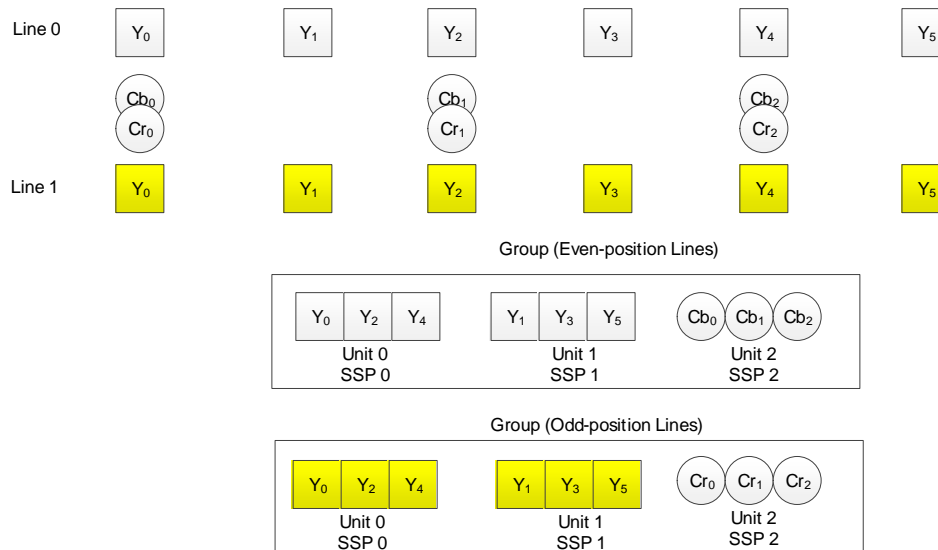 Line 0 Y0 Y1 Y2 Y3 Y4 Y5
Cb0 Cb1 Cb2
Cr0 Cr1 Cr2
Line 1 Y0 Y1 Y2 Y3 Y4 Y5
Group (Even-position Lines)
Y0 Y2 Y4 Y1 Y3 Y5 Cb0 Cb1 Cb2
Unit 0 Unit 1 Unit 2
SSP 0 SSP 1 SSP 2
Group (Odd-position Lines)
Y0 Y2 Y4 Y1 Y3 Y5 Cr0 Cr1 Cr2
Unit 0 Unit 1 Unit 2
SSP 0 SSP 1 SSP 2